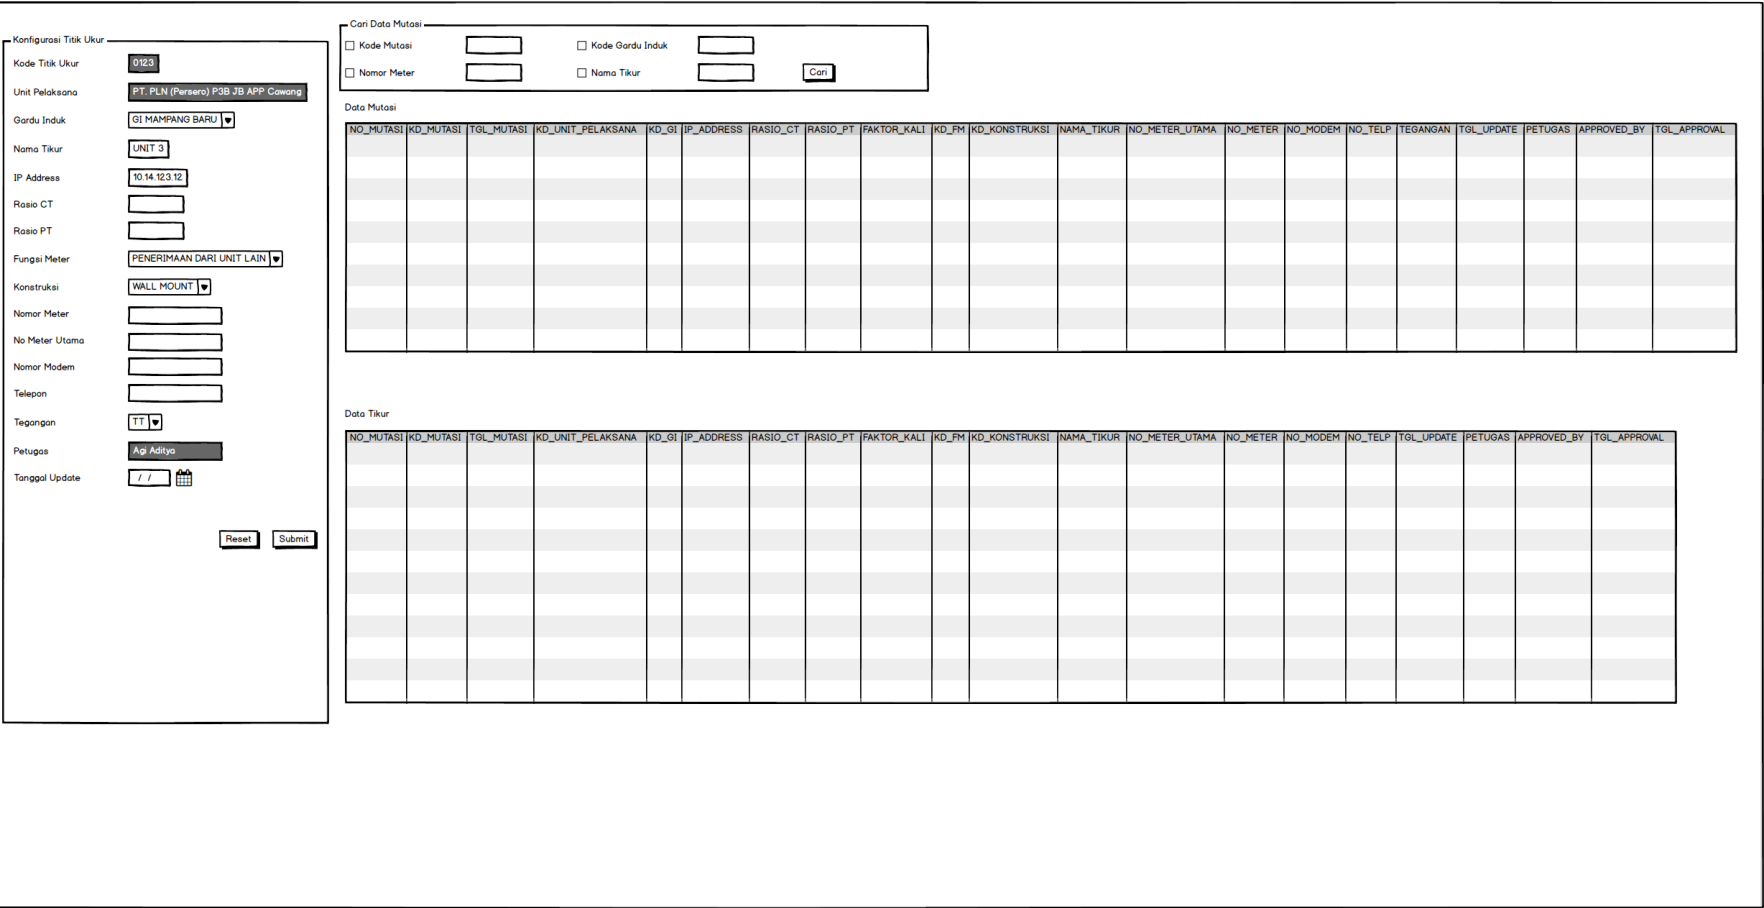 Konfigurasi Titik Ukur
Kode Titik Ukur 0123
Unit Pelaksana PT. PLN (Persero) P3B JB APP Cawang
Gardu Induk GI MAMPANG BARU
Nama Tikur UNIT 3
IP Address 10.14.123.12
Rasio CT
Rasio PT
Fungsi Meter PENERIMAAN DARI UNIT LAIN
Konstruksi WALL MOUNT
Nomor Meter
No Meter Utama
Nomor Modem
Telepon
Tegangan TT
Petugas Agi Aditya
Tanggal Update / /
Reset Submit
Cari Data Mutasi
Kode Mutasi Kode Gardu Induk
Nomor Meter Nama Tikur Cari
Data Mutasi
NO_MUTASI KD_MUTASI TGL_MUTASI KD_UNIT_PELAKSANA KD_GI IP_ADDRESS RASIO_CT RASIO_PT FAKTOR_KALI KD_FM KD_KONSTRUKSI NAMA_TIKUR NO_METER_UTAMA NO_METER NO_MODEM NO_TELP TEGANGAN TGL_UPDATE PETUGAS APPROVED_BY TGL_APPROVAL
Data Tikur
NO_MUTASI KD_MUTASI TGL_MUTASI KD_UNIT_PELAKSANA KD_GI IP_ADDRESS RASIO_CT RASIO_PT FAKTOR_KALI KD_FM KD_KONSTRUKSI NAMA_TIKUR NO_METER_UTAMA NO_METER NO_MODEM NO_TELP TGL_UPDATE PETUGAS APPROVED_BY TGL_APPROVAL